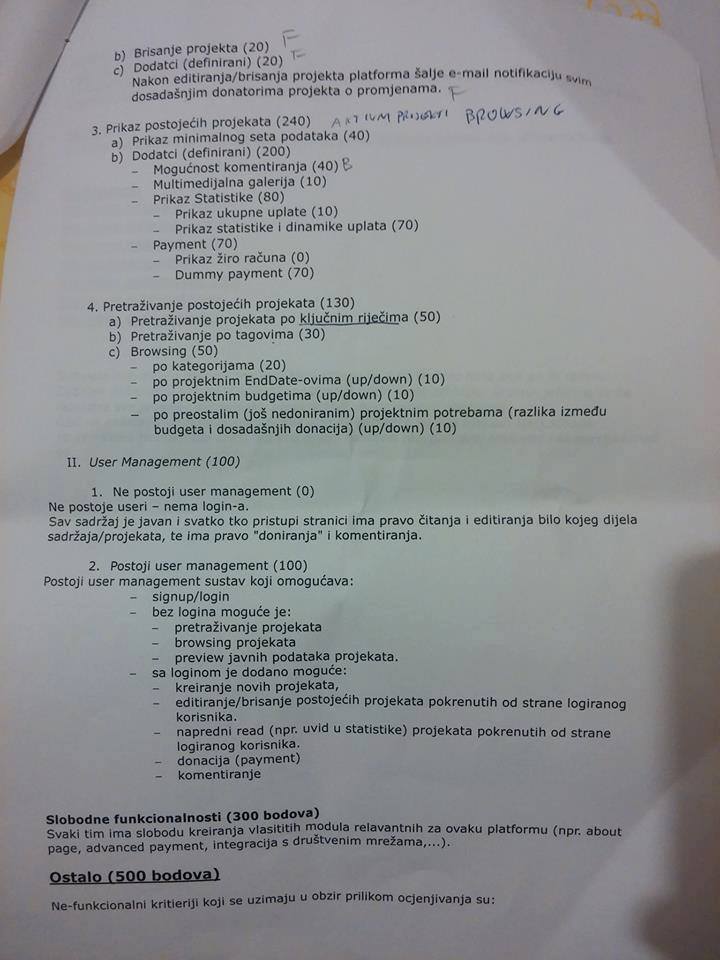 b) Brisanje projekta (20) F
c) Dodatci (definirani) (20) F
Nakon editiranja/brisanja projekta platforma šalje e-mail notifikaciju svim
dosadašnjim donatorima projekta o promjenama. F
3. Prikaz postojećih projekata (240) BROWSING
a) Prikaz minimalnog seta podataka (40)
b) Dodatci (definirani) (200)
– Mogućnost komentiranja (40) B
– Multimedijalna galerija (10)
– Prikaz Statistike (80)
– Prikaz ukupne uplate (10)
– Prikaz statistike i dinamike uplata (70)
– Payment (70)
– Prikaz žiro računa (0)
– Dummy payment (70)
4. Pretraživanje postojećih projekata (130)
a) Pretraživanje projekata po ključnim riječima (50)
b) Pretraživanje po tagovima (30)
c) Browsing (50)
– po kategorijama (20)
– po projektnim EndDate-ovima (up/down) (10)
– po projektnim budgetima (up/down) (10)
– po preostalim (još nedoniranim) projektnim potrebama (razlika između
budgeta i dosadašnjih donacija) (up/down) (10)
II. User Management (100)
1. Ne postoji user management (0)
Ne postoje useri – nema login-a.
Sav sadržaj je javan i svatko tko pristupi stranici ima pravo čitanja i editiranja bilo kojeg dijela
sadržaja/projekata, te ima pravo "doniranja" i komentiranja.
2. Postoji user management (100)
Postoji user management sustav koji omogućava:
– signup/login
– bez logina moguće je:
– pretraživanje projekata
– browsing projekata
– preview javnih podataka projekata.
– sa loginom je dodano moguće:
– kreiranje novih projekata,
– editiranje/brisanje postojećih projekata pokrenutih od strane logiranog
korisnika.
– napredni read (npr. uvid u statistike) projekata pokrenutih od strane
logiranog korisnika.
– donacija (payment)
– komentiranje
Slobodne funkcionalnosti (300 bodova)
Svaki tim ima slobodu kreiranja vlasititih modula relavantnih za ovaku platformu (npr. about
page, advanced payment, integracija s društvenim mrežama,...).
Ostalo (500 bodova)
Ne-funkcionalni kritieriji koji se uzimaju u obzir prilikom ocjenjivanja su: